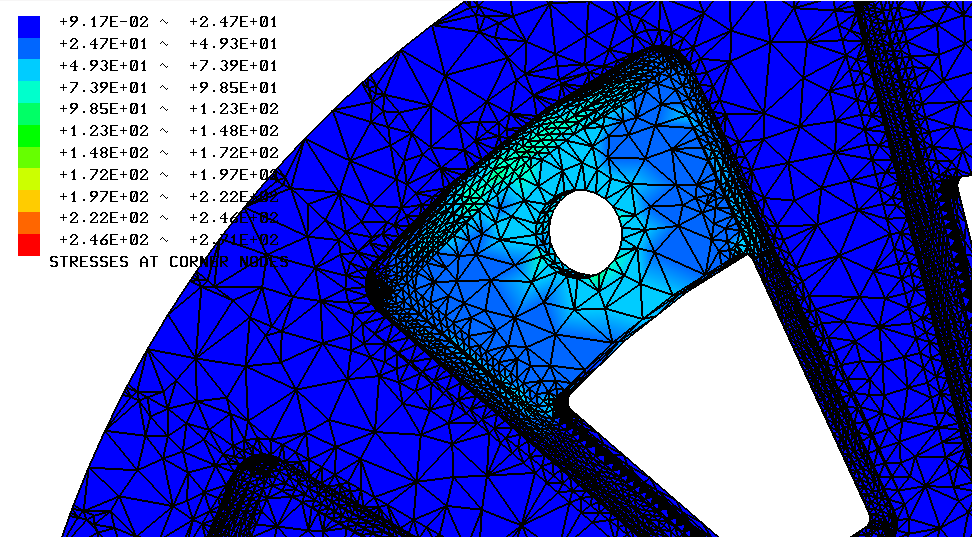 +9.17E-02 ~ +2.47E+01
+2.47E+01 ~ +4.93E+01
+4.93E+01 ~ +7.39E+01
+7.39E+01 ~ +9.85E+01
+9.85E+01 ~ +1.23E+02
+1.23E+02 ~ +1.48E+02
+1.48E+02 ~ +1.72E+02
+1.72E+02 ~ +1.97E+02
+1.97E+02 ~ +2.22E+02
+2.22E+02 ~ +2.46E+02
+2.46E+02 ~ +2.71E+02
STRESSES AT CORNER NODES